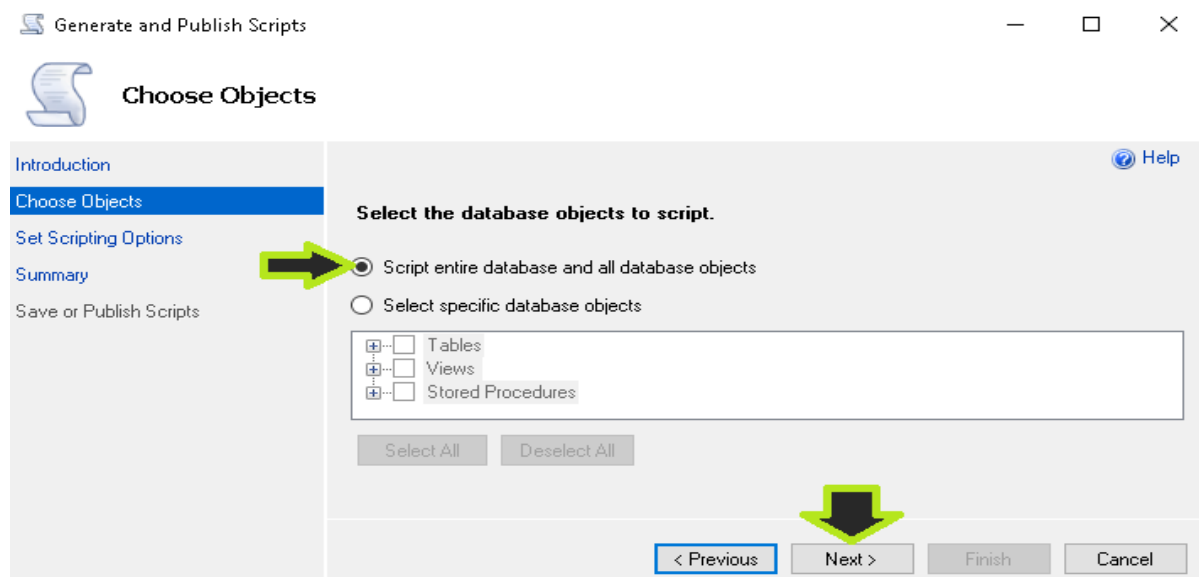 Generate and Publish Scripts
Choose Objects
Introduction
Choose Objects
Set Scripting Options
Summary
Save or Publish Scripts
Help
Select the database objects to script.
Script entire database and all database objects
Select specific database objects
Tables
Views
Stored Procedures
Select All Deselect All
< Previous Next > Finish Cancel